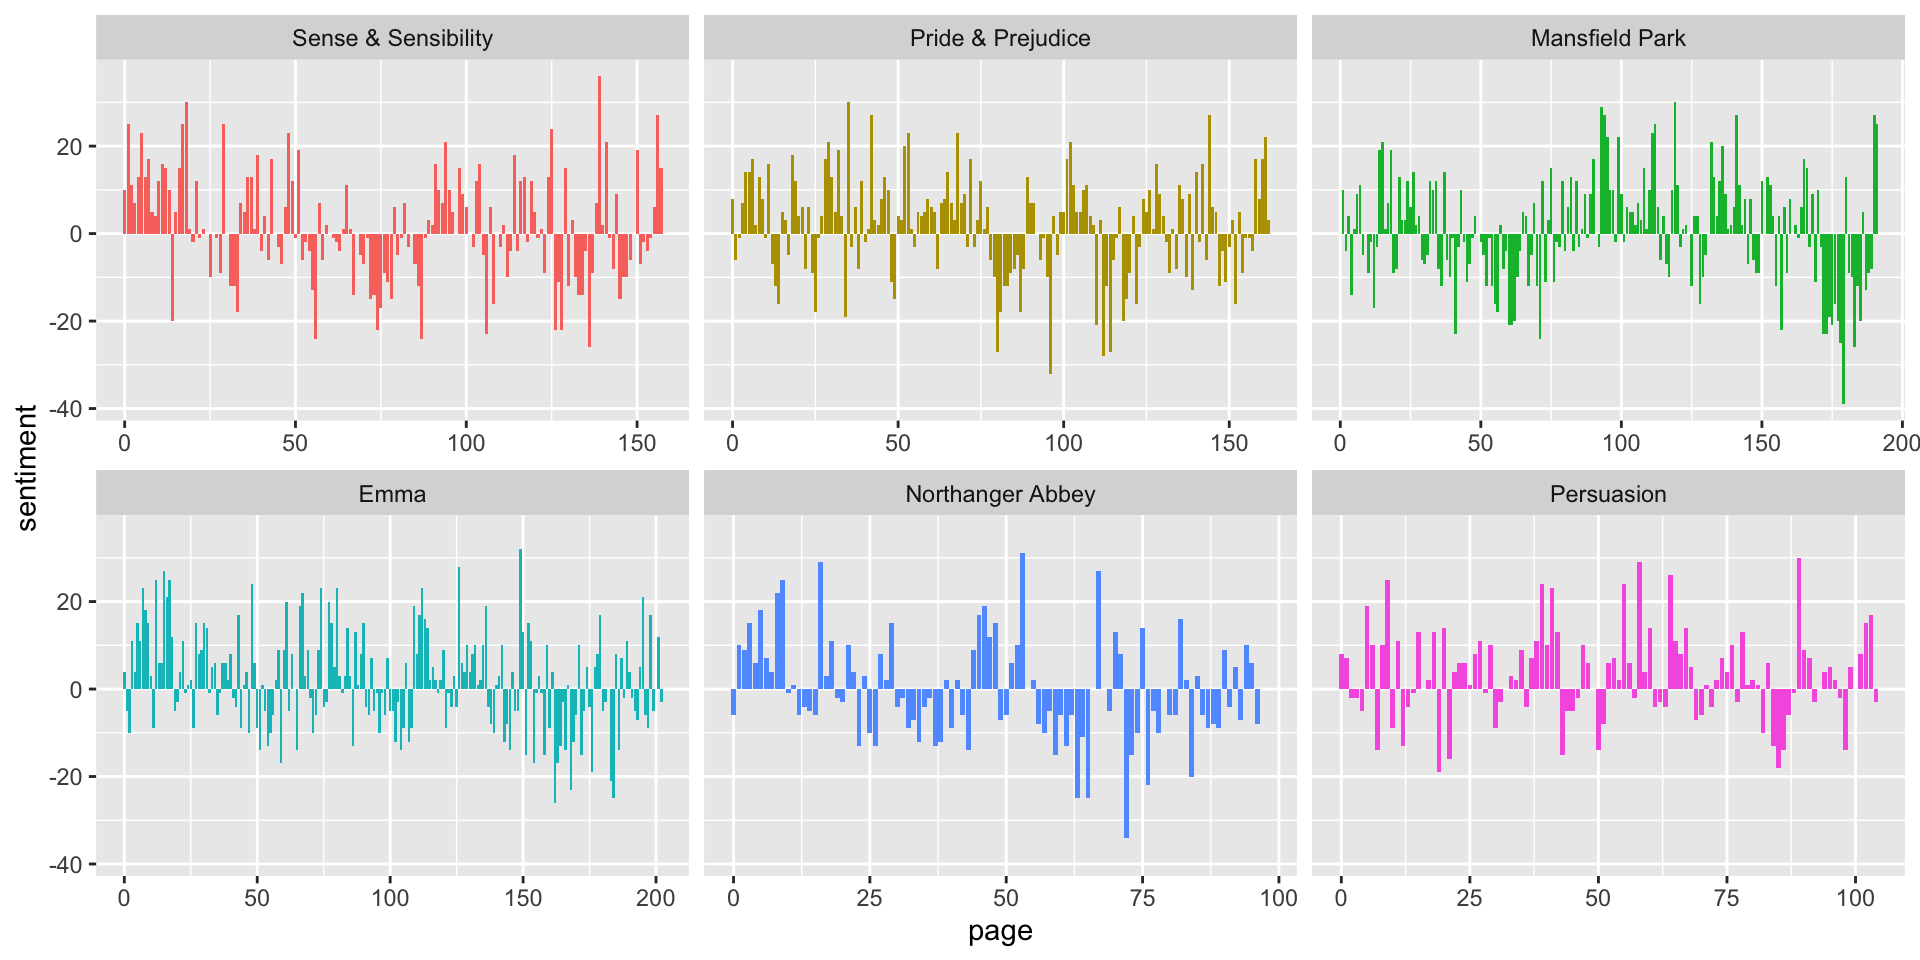 Sense & Sensibility
Pride & Prejudice
Mansfield Park
20
0
-20
-40
0 50 100 150
0 50 100 150
0 50 100 150 200
sentiment
Emma
Northanger Abbey
Persuasion
20
0
-20
-40
0 50 100 150 200
0 25 50 75 100
0 25 50 75 100
page